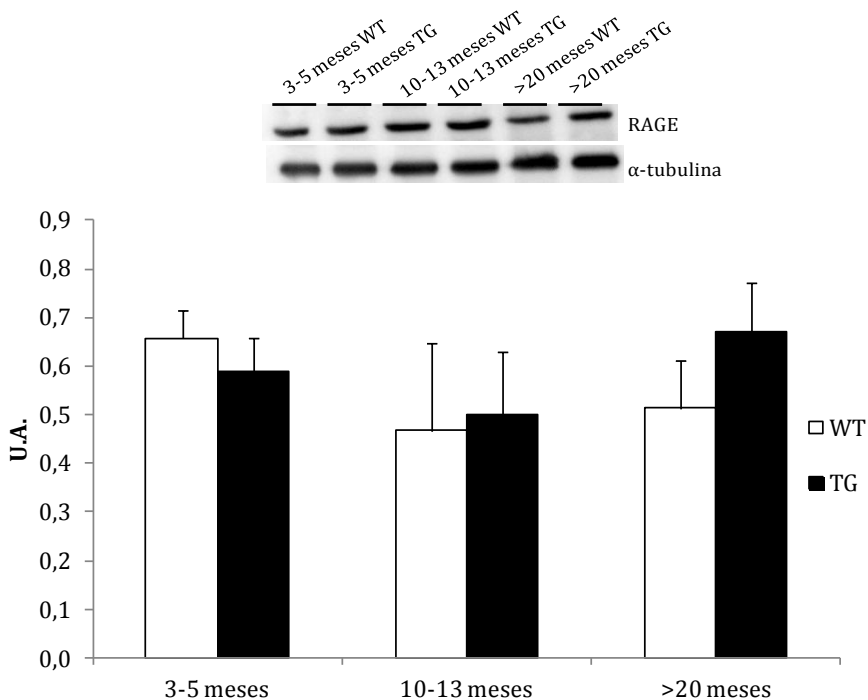 3-5 meses WT
3-5 meses TG
10-13 meses WT
10-13 meses TG
>20 meses WT
>20 meses TG
RAGE
α-tubulina
0,9
0,8
0,7
0,6
0,5
0,4
0,3
0,2
0,1
0,0
U.A.
WT
TG
3-5 meses
10-13 meses
>20 meses